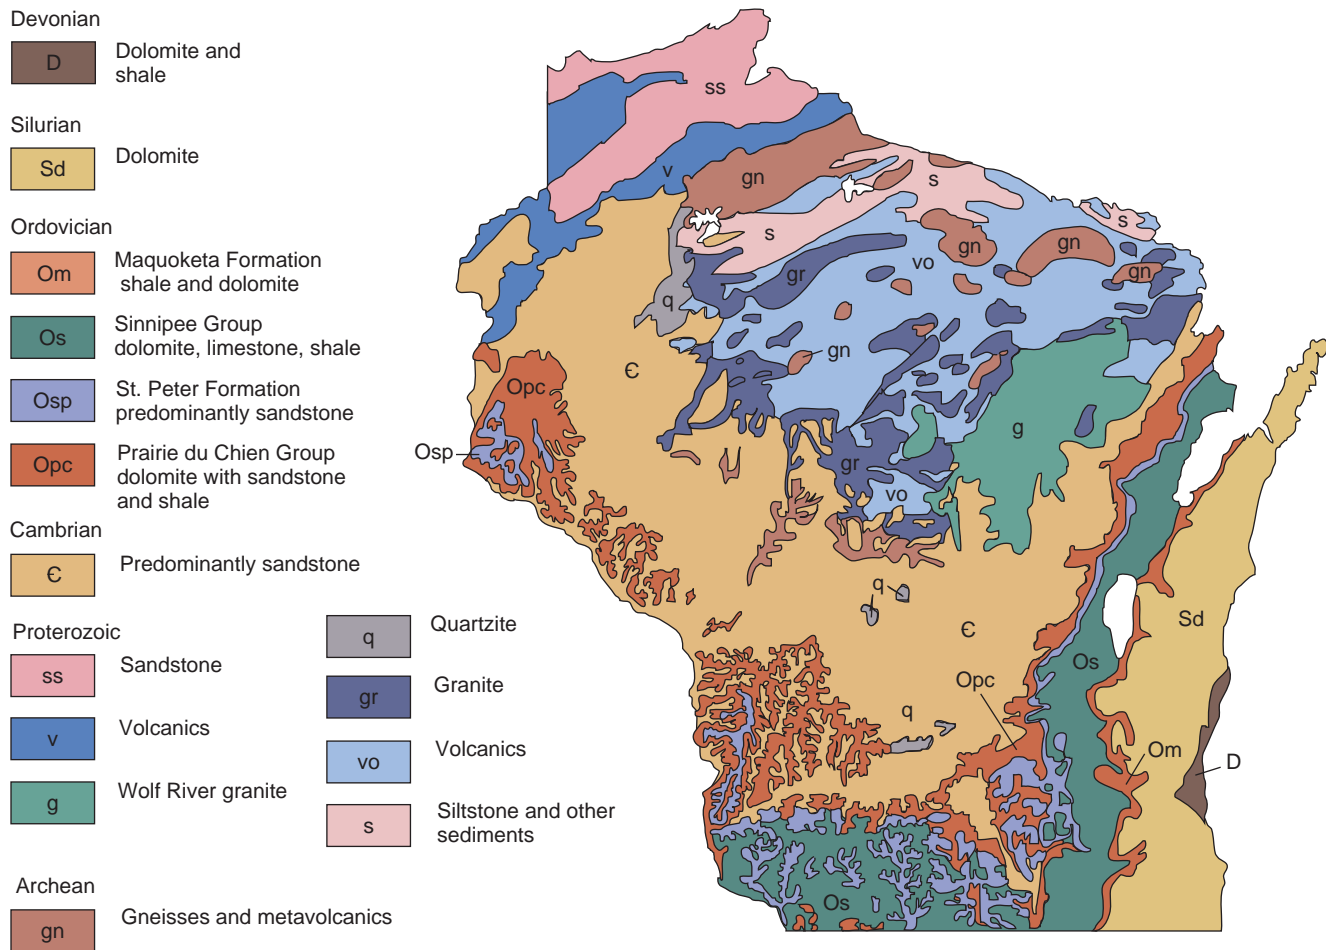 Devonian
D
Dolomite and
shale
Silurian
Sd
Dolomite
Ordovician
Om
Maquoketa Formation
shale and dolomite
Os
Sinnipee Group
dolomite, limestone, shale
Osp
St. Peter Formation
predominantly sandstone
Opc
Prairie du Chien Group
dolomite with sandstone
and shale
Cambrian
Є
Predominantly sandstone
Proterozoic
ss
Sandstone
v
Volcanics
g
Wolf River granite
q
Quartzite
gr
Granite
vo
Volcanics
s
Siltstone and other
sediments
Archean
gn
Gneisses and metavolcanics
ss
v
gn
s
s
s
gn
gn
gn
vo
gr
q
gn
Є
Opc
Osp
g
gr
vo
q
Є
Sd
Os
Opc
q
Om
D
Os